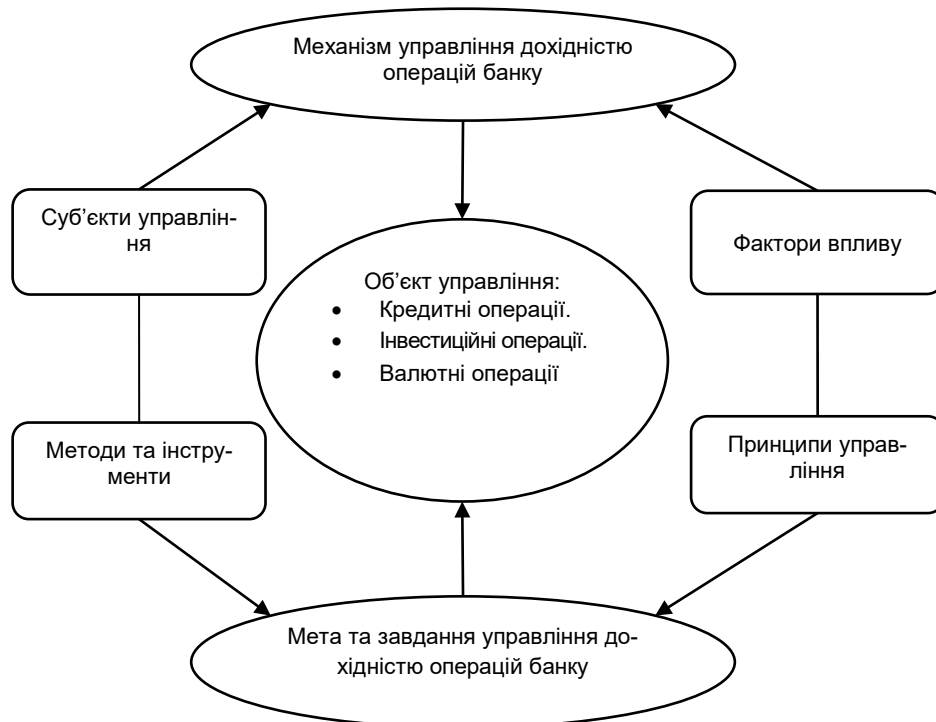 Механізм управління дохідністю
операцій банку
Суб’єкти управлін-
ня
Фактори впливу
Об’єкт управління:
• Кредитні операції.
• Інвестиційні операції.
• Валютні операції
Методи та інстру-
менти
Принципи управ-
ління
Мета та завдання управління до-
хідністю операцій банку